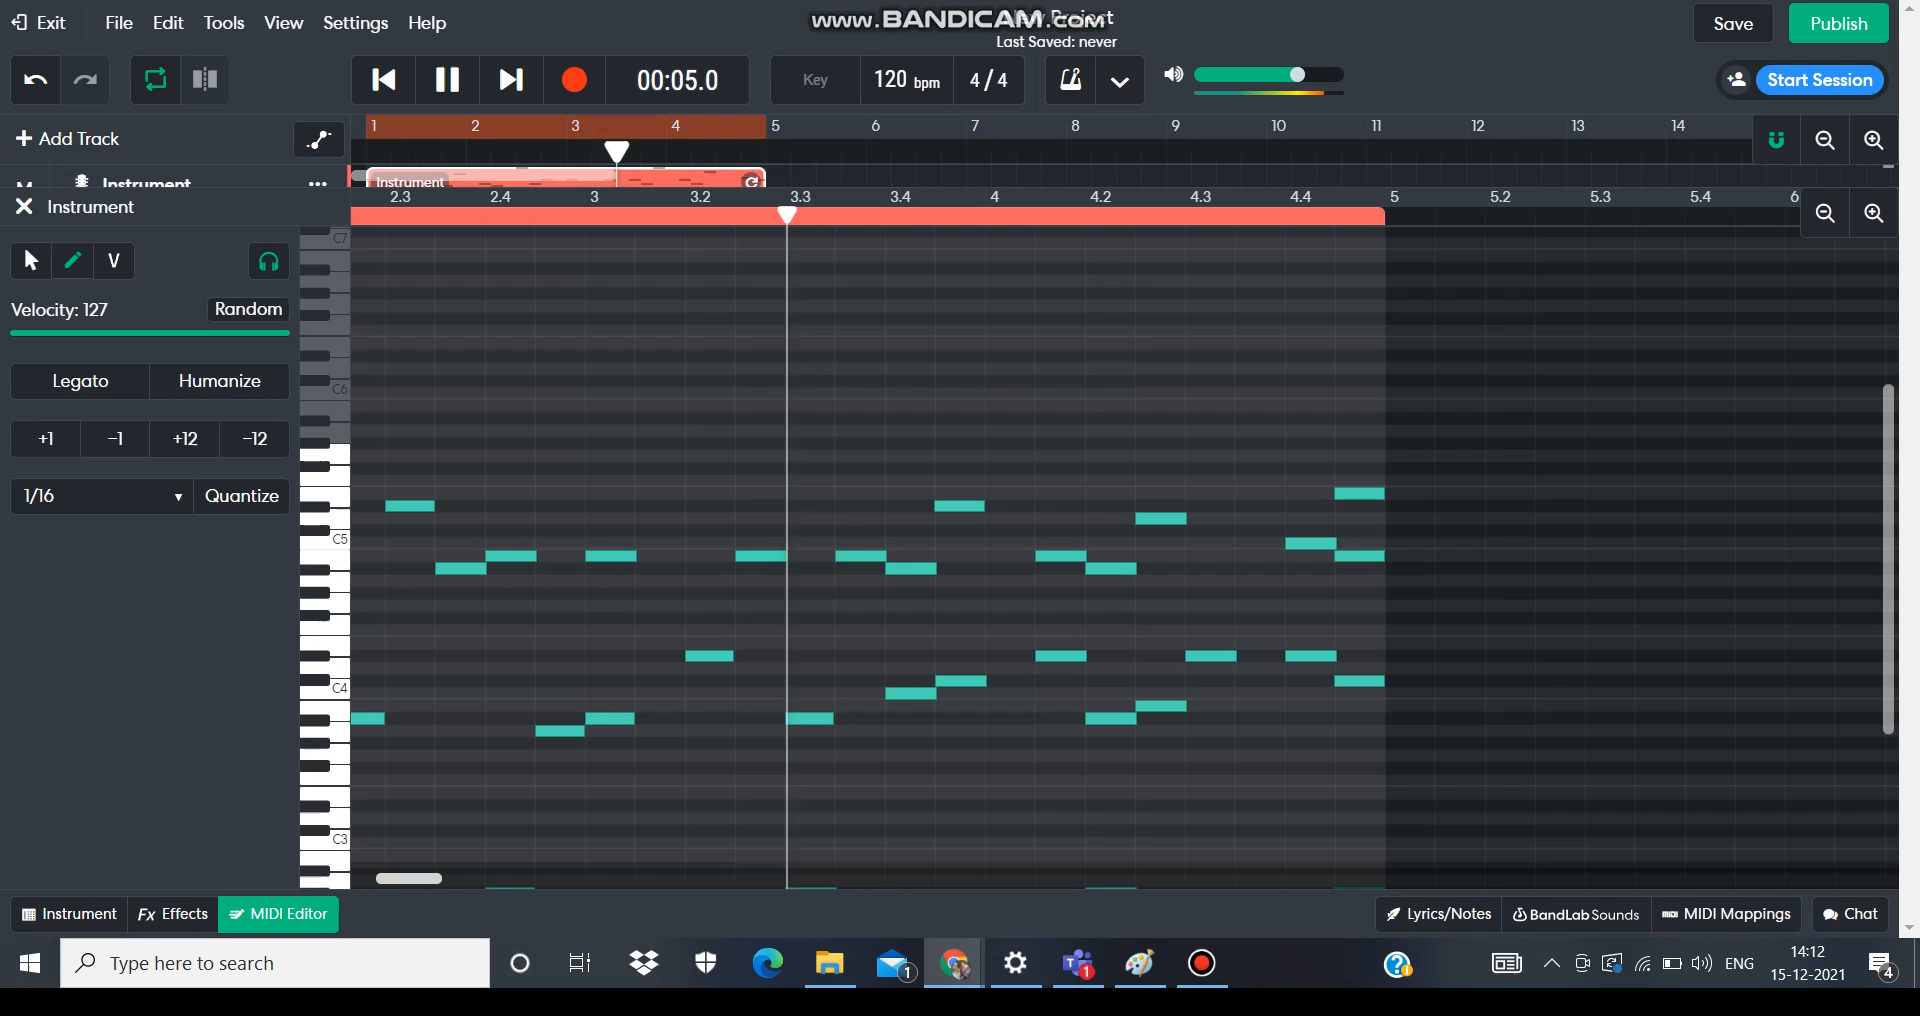 Exit File Edit Tools View Settings Help
www.BANDICAM.com
Project
Last Saved: never
Save Publish
00:05.0 Key 120 bpm 4/4 Start Session
+ Add Track 1 2 3 4 5 6 7 8 9 10 11 12 13 14
Instrument ... Instrument
Instrument 2.3 2.4 3 3.2 3.3 3.4 4 4.2 4.3 4.4 5 5.2 5.3 5.4 6
C7
V
Velocity: 127 Random
Legato Humanize
C6
+1 -1 +12 -12
1/16 Quantize
C5
C4
C3
Instrument Fx Effects MIDI Editor Lyrics/Notes BandLab Sounds MIDI MIDI Mappings Chat
Type here to search 1 1 ENG 14:12
15-12-2021 4